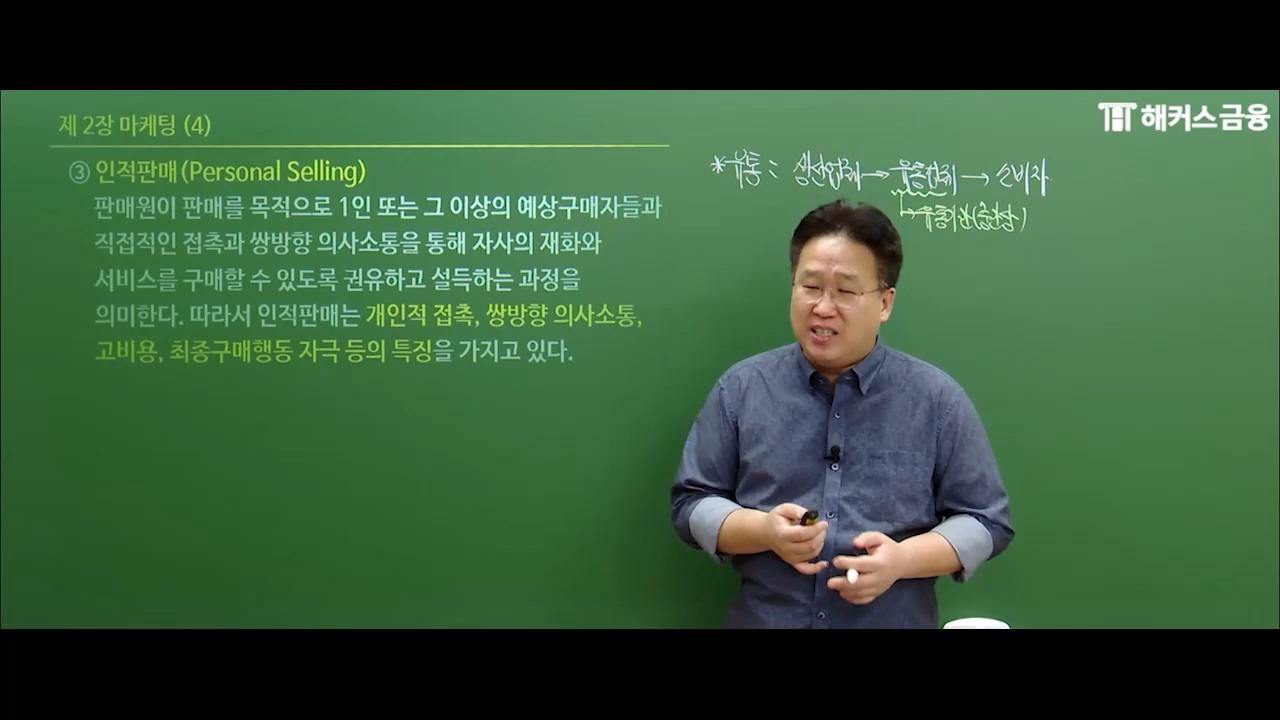 제 2장 마케팅 (4)
③ 인적판매(Personal Selling)
판매원이 판매를 목적으로 1인 또는 그 이상의 예상구매자들과
직접적인 접촉과 쌍방향 의사소통을 통해 자사의 재화와
서비스를 구매할 수 있도록 권유하고 설득하는 과정을
의미한다. 따라서 인적판매는 개인적 접촉, 쌍방향 의사소통,
고비용, 최종구매행동 자극 등의 특징을 가지고 있다.
해커스금융
*유통: 생산업체→유통업체→소비자